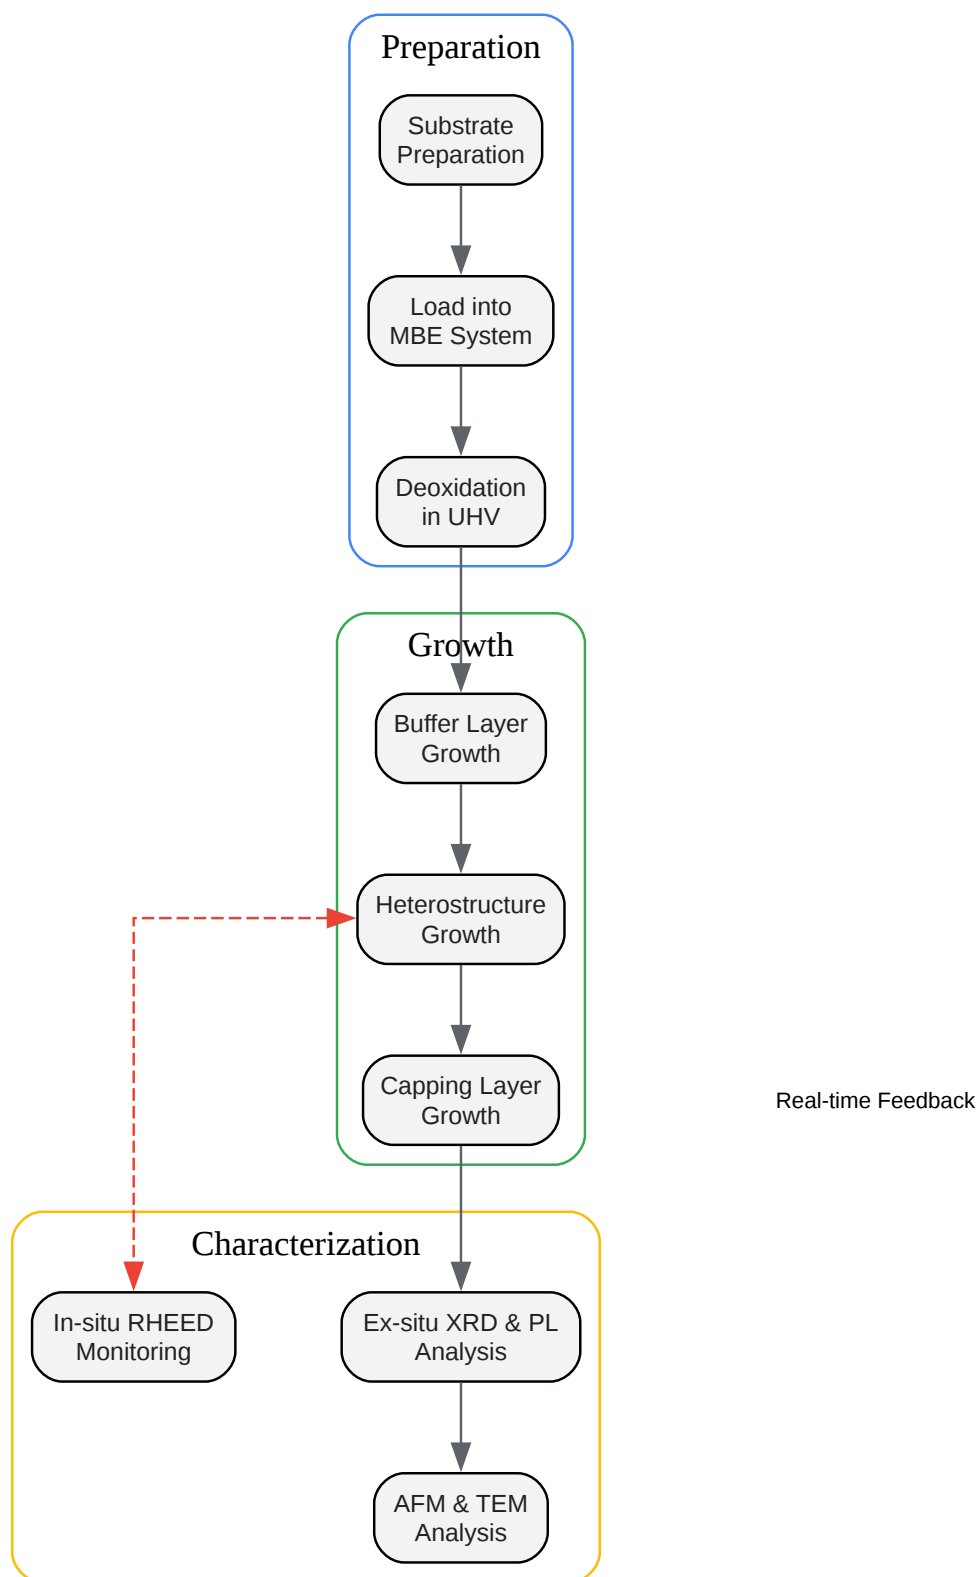 Preparation
Substrate
Preparation
Load into
MBE System
Deoxidation
in UHV
Growth
Buffer Layer
Growth
Heterostructure
Growth
Capping Layer
Growth
Real-time Feedback
Characterization
In-situ RHEED
Monitoring
Ex-situ XRD & PL
Analysis
AFM & TEM
Analysis